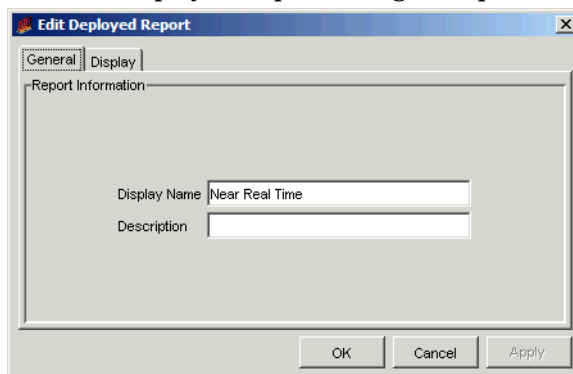 Edit Deployed Report
General Display
Report Information
Display Name Near Real Time
Description
OK Cancel Apply